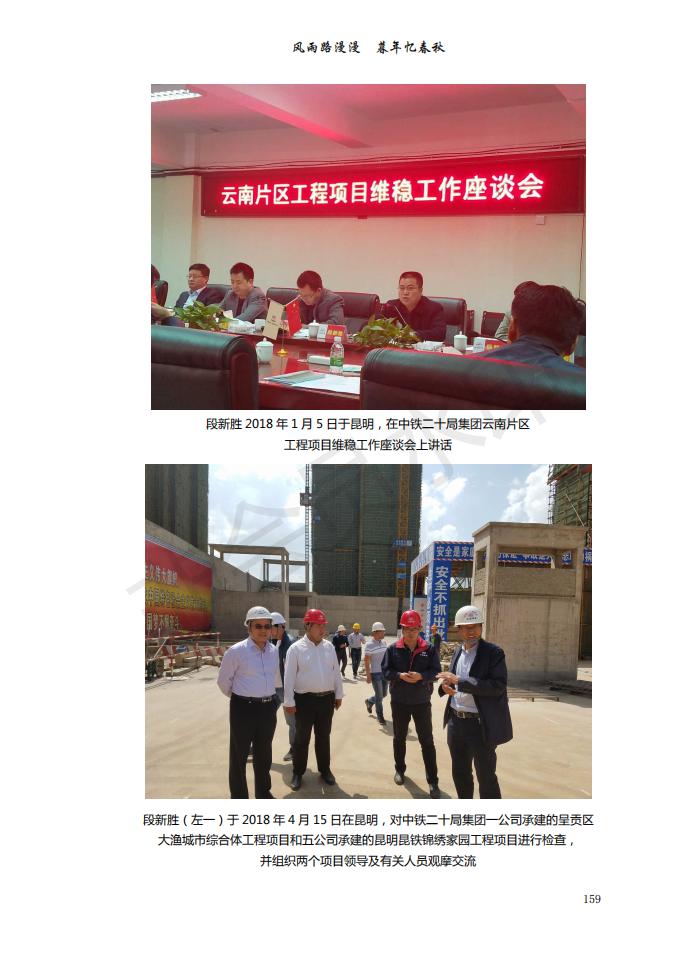 风雨路漫漫 暮年忆春秋
云南片区工程项目维稳工作座谈会
段新胜 2018 年 1 月 5 日于昆明，在中铁二十局集团云南片区
工程项目维稳工作座谈会上讲话
安全是家庭
安全不抓出
段新胜（左一）于 2018 年 4 月 15 日在昆明，对中铁二十局集团一公司承建的呈贡区
大渔城市综合体工程项目和五公司承建的昆明昆铁锦绣家园工程项目进行检查，
并组织两个项目领导及有关人员观摩交流
159